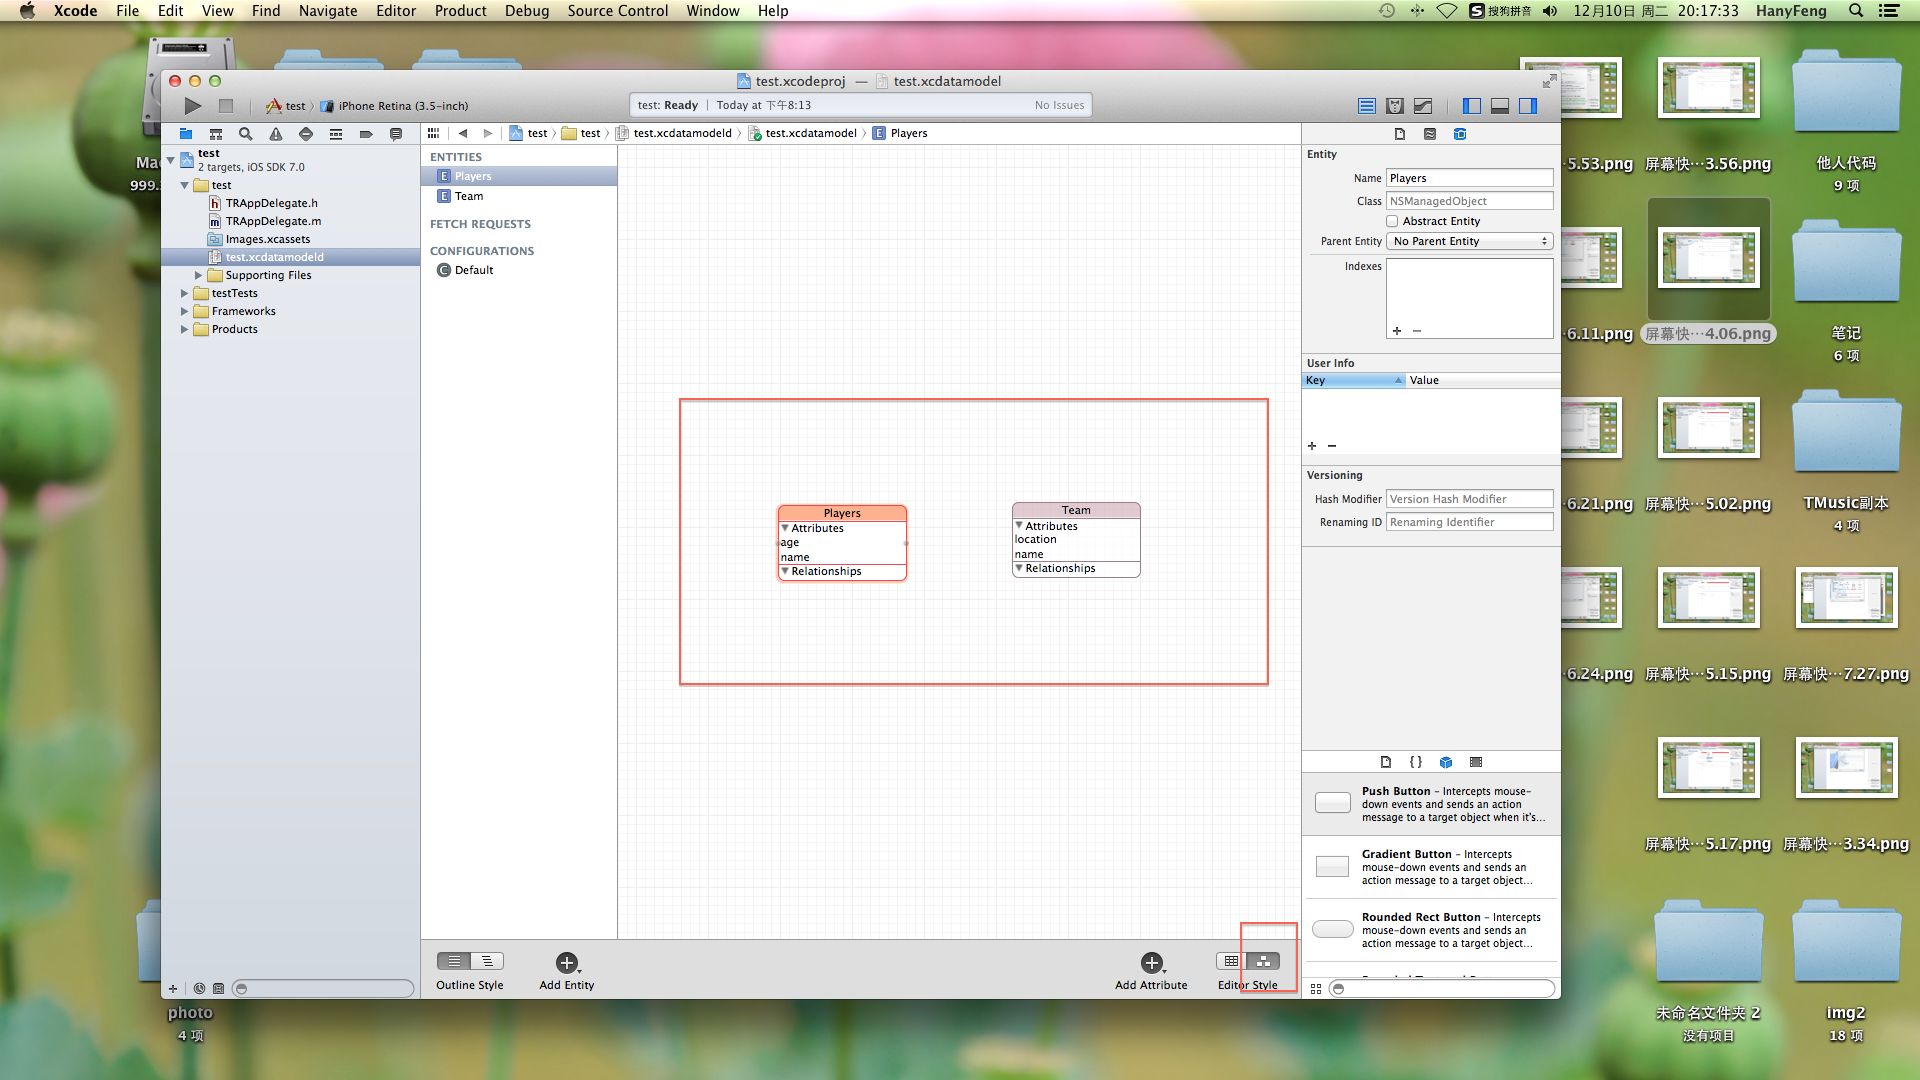 Xcode File Edit View Find Navigate Editor Product Debug Source Control Window Help
搜狗拼音 12月10日 周二 20:17:33 HanyFeng
test.xcodeproj — test.xcdatamodel
test iPhone Retina (3.5-inch)
test: Ready Today at 下午8:13 No Issues
test test test.xcdatamodeld test.xcdatamodel Players
test
2 targets, iOS SDK 7.0
test
TRAppDelegate.h
TRAppDelegate.m
Images.xcassets
test.xcdatamodeld
Supporting Files
testTests
Frameworks
Products
ENTITIES
E Players
E Team
FETCH REQUESTS
CONFIGURATIONS
C Default
Players
Attributes
age
name
Relationships
Team
Attributes
location
name
Relationships
Outline Style
Add Entity
Add Attribute
Editor Style
Entity
Name Players
Class NSManagedObject
Abstract Entity
Parent Entity No Parent Entity
Indexes
User Info
Key Value
Versioning
Hash Modifier Version Hash Modifier
Renaming ID Renaming Identifier
Push Button – Intercepts mouse-
down events and sends an action
message to a target object when it's...
Gradient Button – Intercepts
mouse-down events and sends an
action message to a target object...
Rounded Rect Button – Intercepts
mouse-down events and sends an
action message to a target object...
Mac
999.
photo
4 项
5.53.png
屏幕快…3.56.png
他人代码
9 项
6.11.png
屏幕快…4.06.png
笔记
6 项
6.21.png
屏幕快…5.02.png
TMusic副本
4 项
6.24.png
屏幕快…5.15.png
屏幕快…7.27.png
屏幕快…5.17.png
屏幕快…3.34.png
未命名文件夹 2
没有项目
img2
18 项